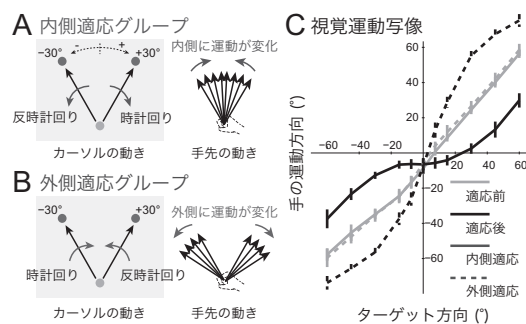 A 内側適応グループ
−30°
-
+
+30°
内側に運動が変化
反時計回り
時計回り
カーソルの動き
手先の動き
B 外側適応グループ
−30°
+30°
外側に運動が変化
時計回り
反時計回り
カーソルの動き
手先の動き
C 視覚運動写像
手の運動方向 (°)
60
40
20
−60
−40
−20
20
40
60
−20
−60
適応前
適応後
内側適応
外側適応
ターゲット方向 (°)